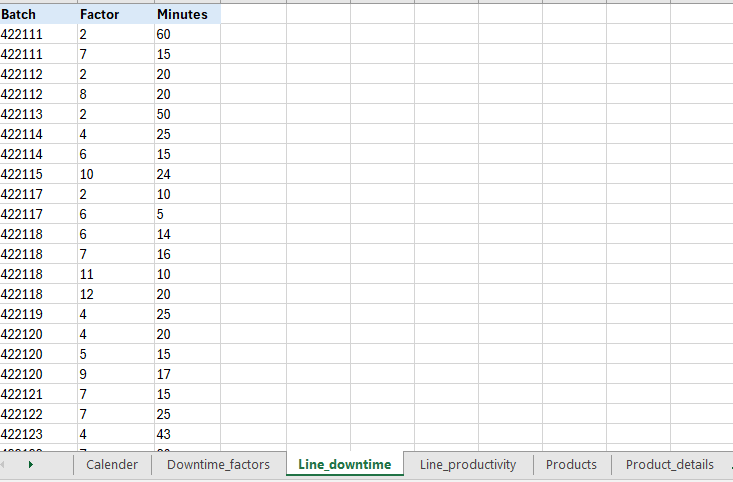 Batch Factor Minutes
422111 2 60
422111 7 15
422112 2 20
422112 8 20
422113 2 50
422114 4 25
422114 6 15
422115 10 24
422117 2 10
422117 6 5
422118 6 14
422118 7 16
422118 11 10
422118 12 20
422119 4 25
422120 4 20
422120 5 15
422120 9 17
422121 7 15
422122 7 25
422123 4 43
Calender Downtime_factors Line_downtime Line_productivity Products Product_details